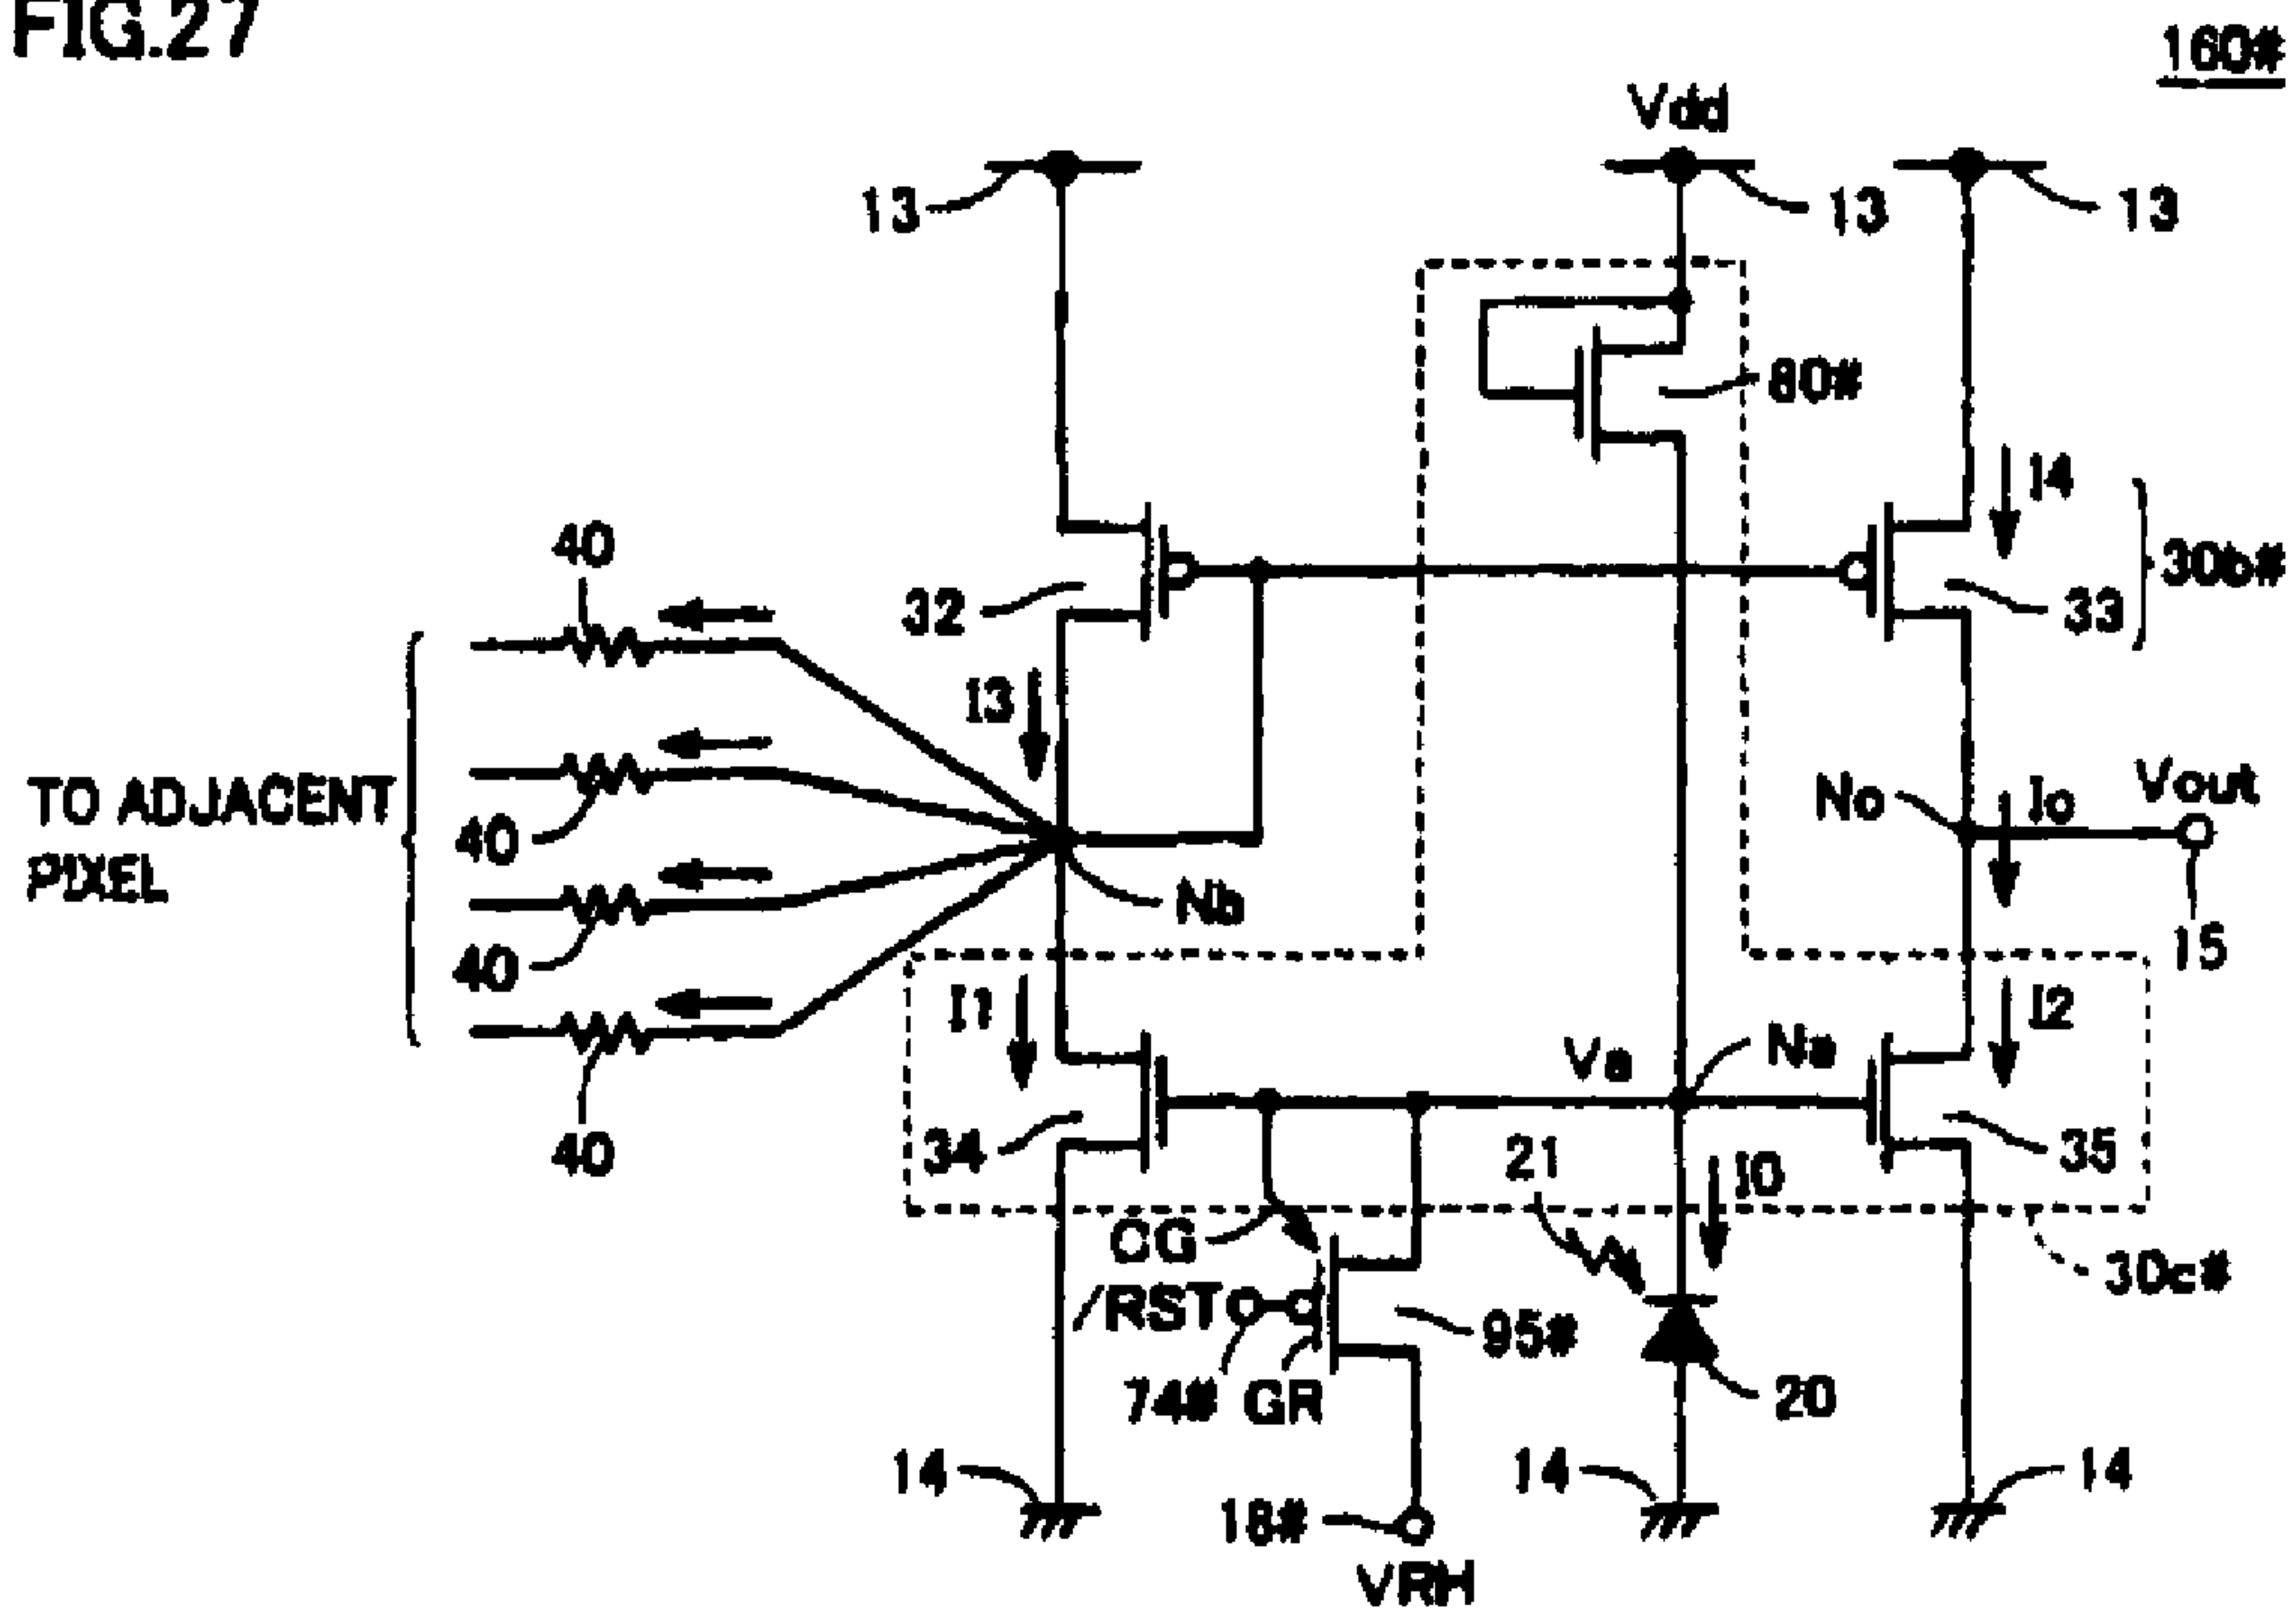 FIG.27
160#
Vdd
13
13
13
80#
I4
40
32
33
30b#
I3
TO ADJACENT
PIXEL
40
No
Io
Vout
Nb
15
40
I1
I2
Va
Na
34
21
35
40
I0
CG
30c#
/RST
95#
74# GR
20
14
14
14
18#
VRH